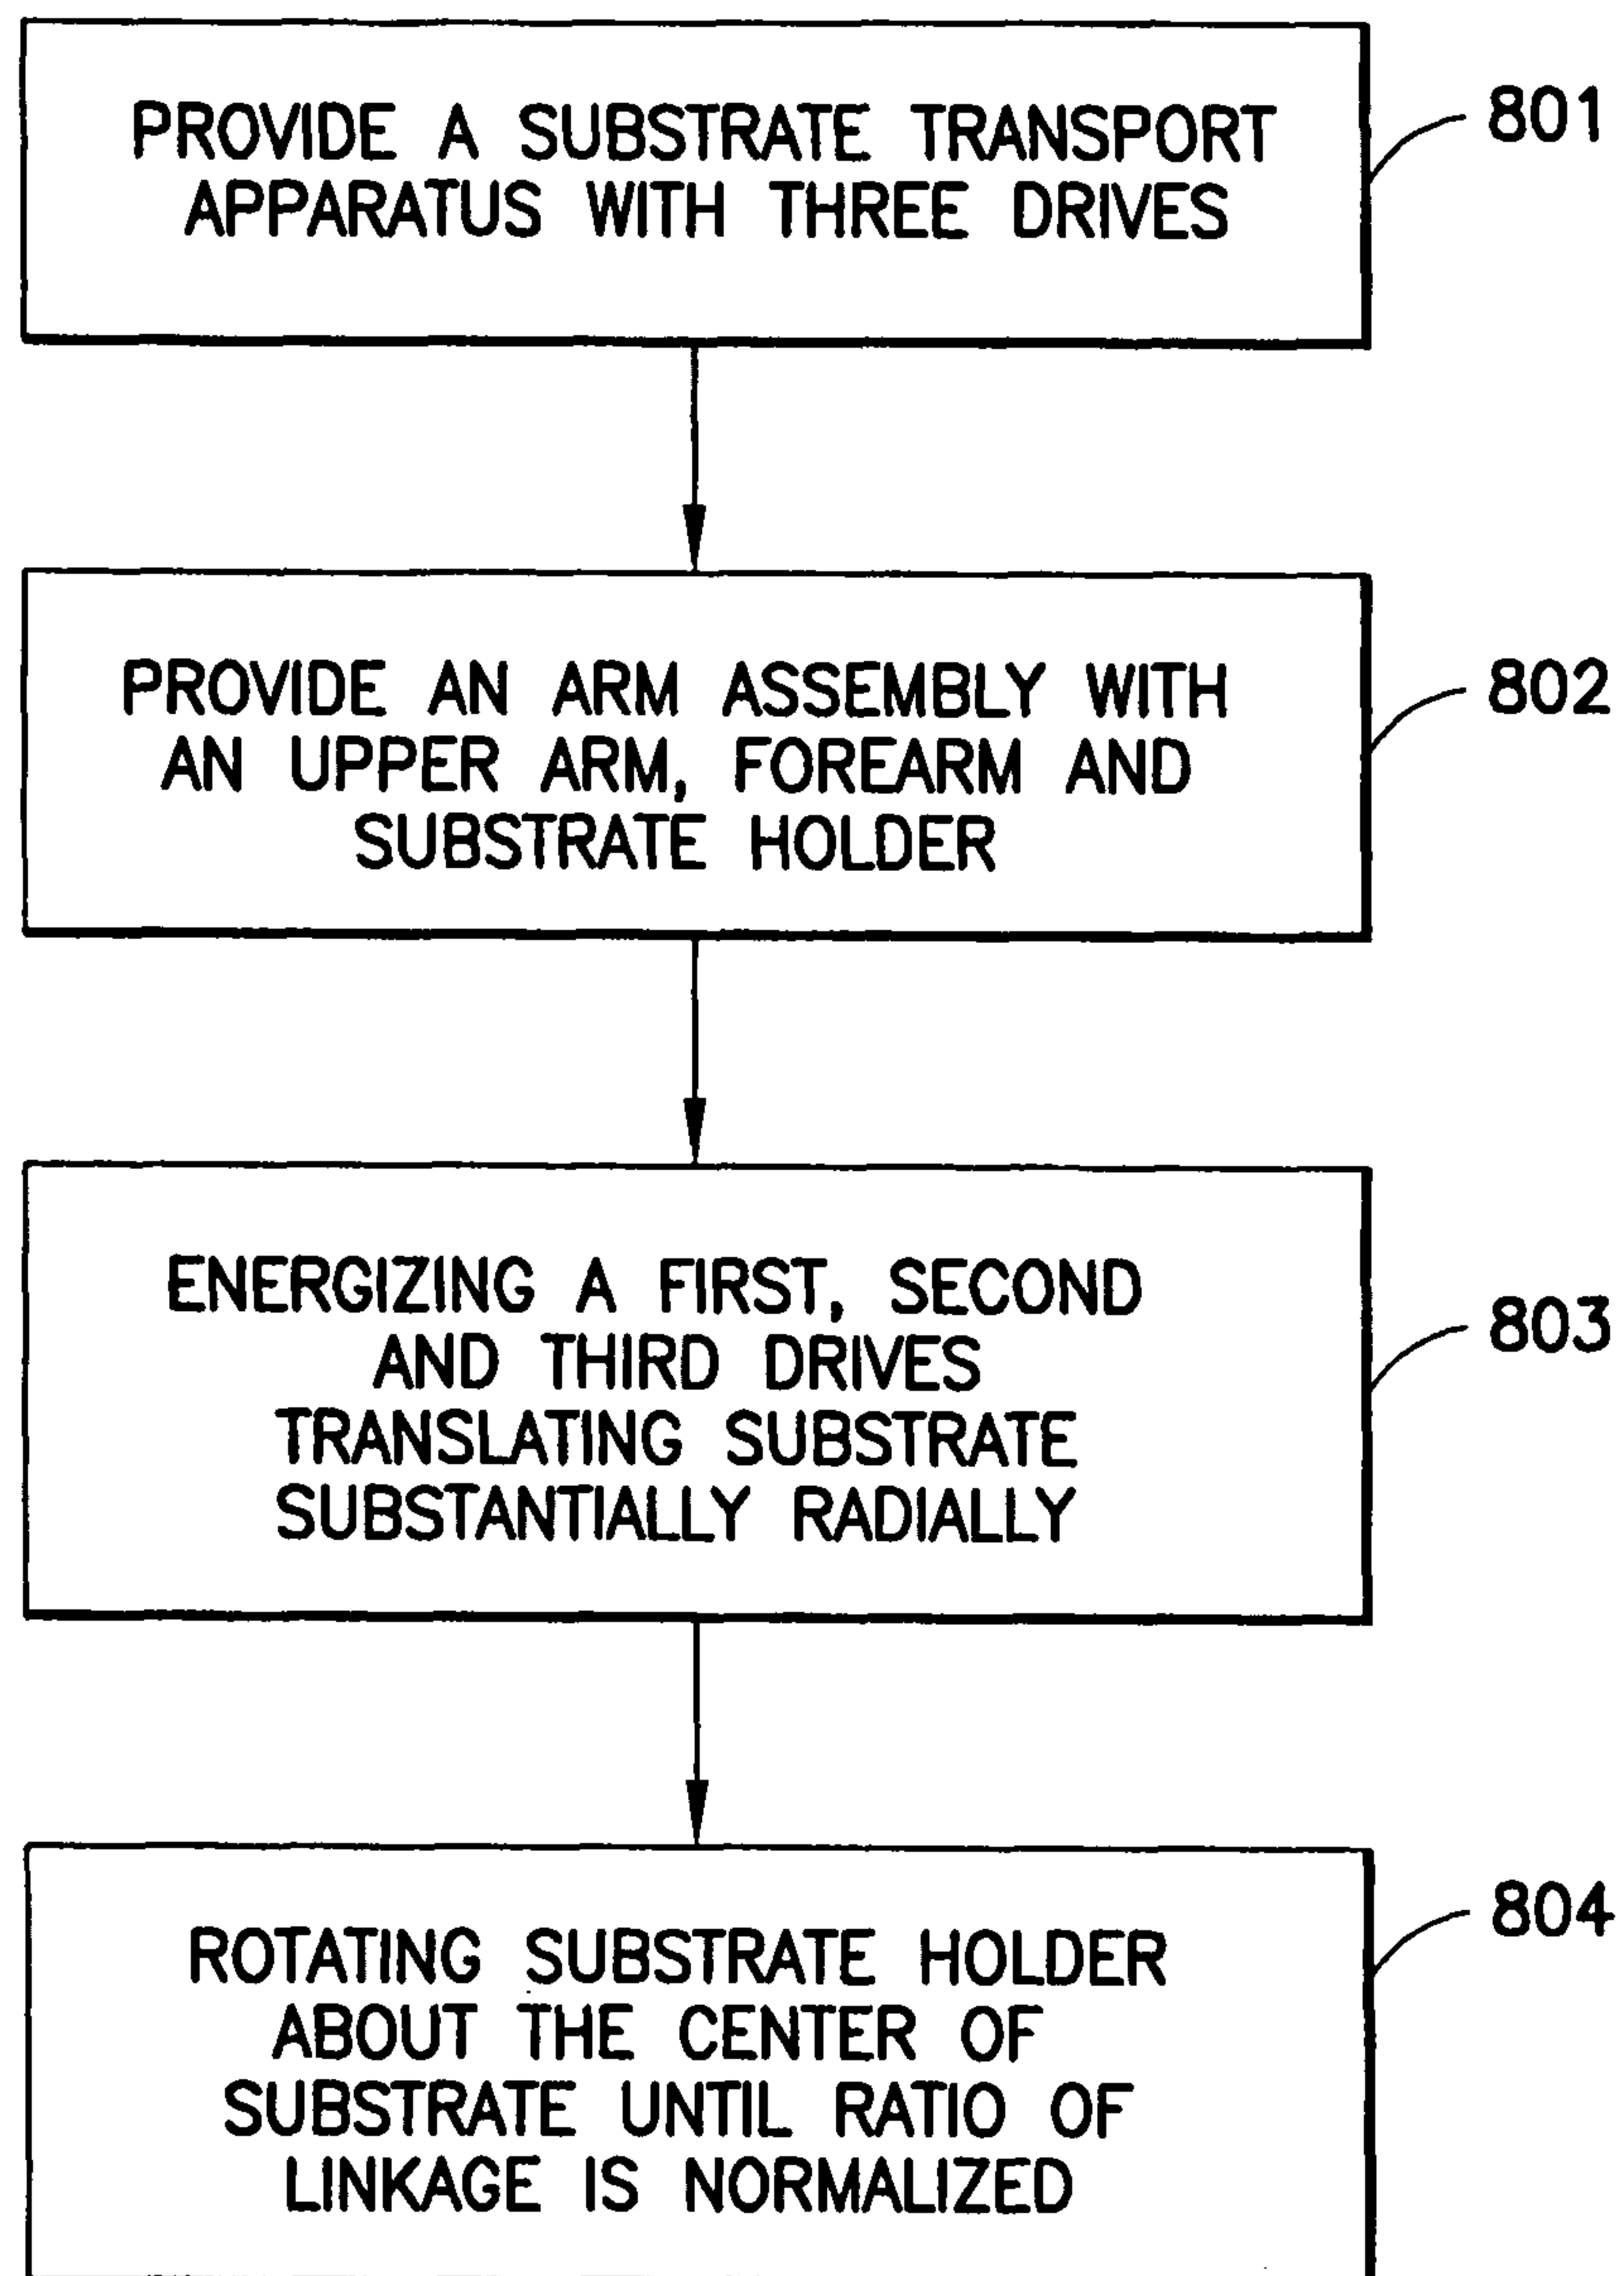 PROVIDE A SUBSTRATE TRANSPORT
APPARATUS WITH THREE DRIVES
801
PROVIDE AN ARM ASSEMBLY WITH
AN UPPER ARM, FOREARM AND
SUBSTRATE HOLDER
802
ENERGIZING A FIRST, SECOND
AND THIRD DRIVES
TRANSLATING SUBSTRATE
SUBSTANTIALLY RADIALLY
803
ROTATING SUBSTRATE HOLDER
ABOUT THE CENTER OF
SUBSTRATE UNTIL RATIO OF
LINKAGE IS NORMALIZED
804